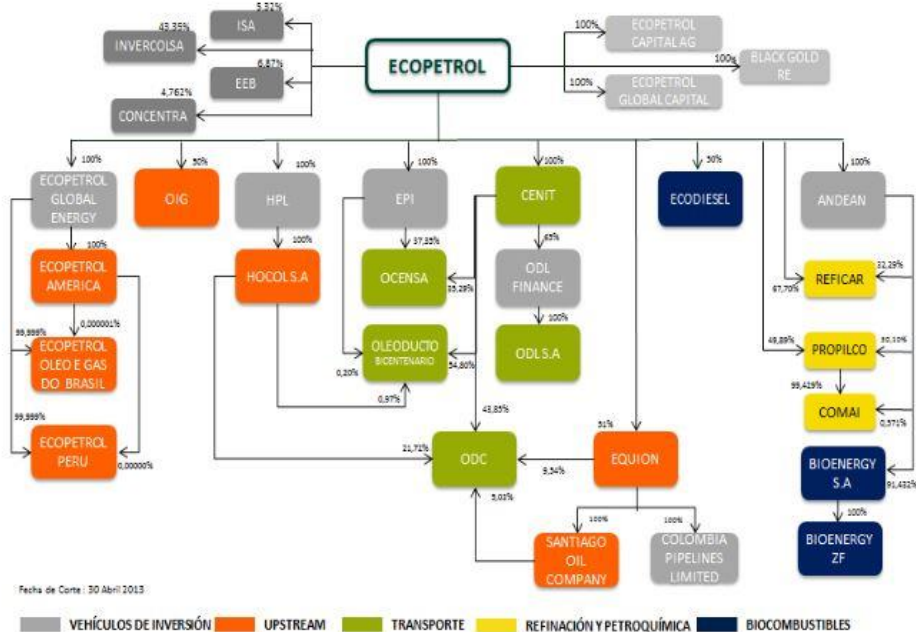 5,32%
ISA
43,35%
INVERCOLSA
6,87%
EEB
4,762%
CONCENTRA
ECOPETROL
100%
ECOPETROL
CAPITAL AG
100%
BLACK GOLD
RE
100%
ECOPETROL
GLOBAL CAPITAL
100%
ECOPETROL
GLOBAL
ENERGY
50%
OIG
100%
HPL
100%
EPI
100%
CENIT
50%
ECODIESEL
100%
ANDEAN
100%
ECOPETROL
AMERICA
100%
HOCOL S.A
37,35%
OCENSA
35,29%
65%
ODL
FINANCE
32,29%
REFICAR
67,70%
99,999%
0,000001%
ECOPETROL
OLEO E GAS
DO BRASIL
OLEODUCTO
BICENTENARIO
0,20%
54,80%
0,97%
100%
ODL S.A
49,89%
PROPILCO
50,10%
99,419%
COMAI
0,571%
99,999%
ECOPETROL
PERU
0,00000%
43,85%
21,72%
ODC
9,54%
51%
EQUION
5,03%
BIOENERGY
S.A
91,432%
100%
BIOENERGY
ZF
100%
SANTIAGO
OIL
COMPANY
100%
COLOMBIA
PIPELINES
LIMITED
Fecha de Corte: 30 Abril 2013
VEHÍCULOS DE INVERSIÓN
UPSTREAM
TRANSPORTE
REFINACIÓN Y PETROQUÍMICA
BIOCOMBUSTIBLES